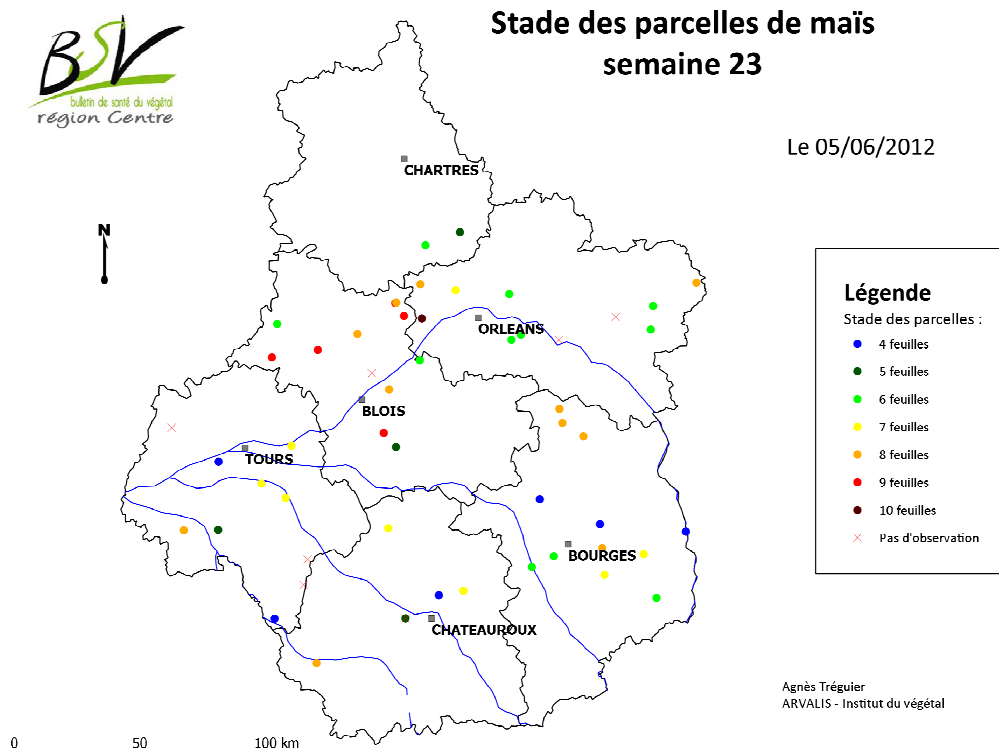 Stade des parcelles de maïs
semaine 23
BSV
bulletin de santé du végétal
région Centre
Le 05/06/2012
CHARTRES
N
ORLEANS
BLOIS
TOURS
BOURGES
CHATEAUROUX
Légende
Stade des parcelles :
4 feuilles
5 feuilles
6 feuilles
7 feuilles
8 feuilles
9 feuilles
10 feuilles
Pas d'observation
Agnès Tréguier
ARVALIS - Institut du végétal
0 50 100 km